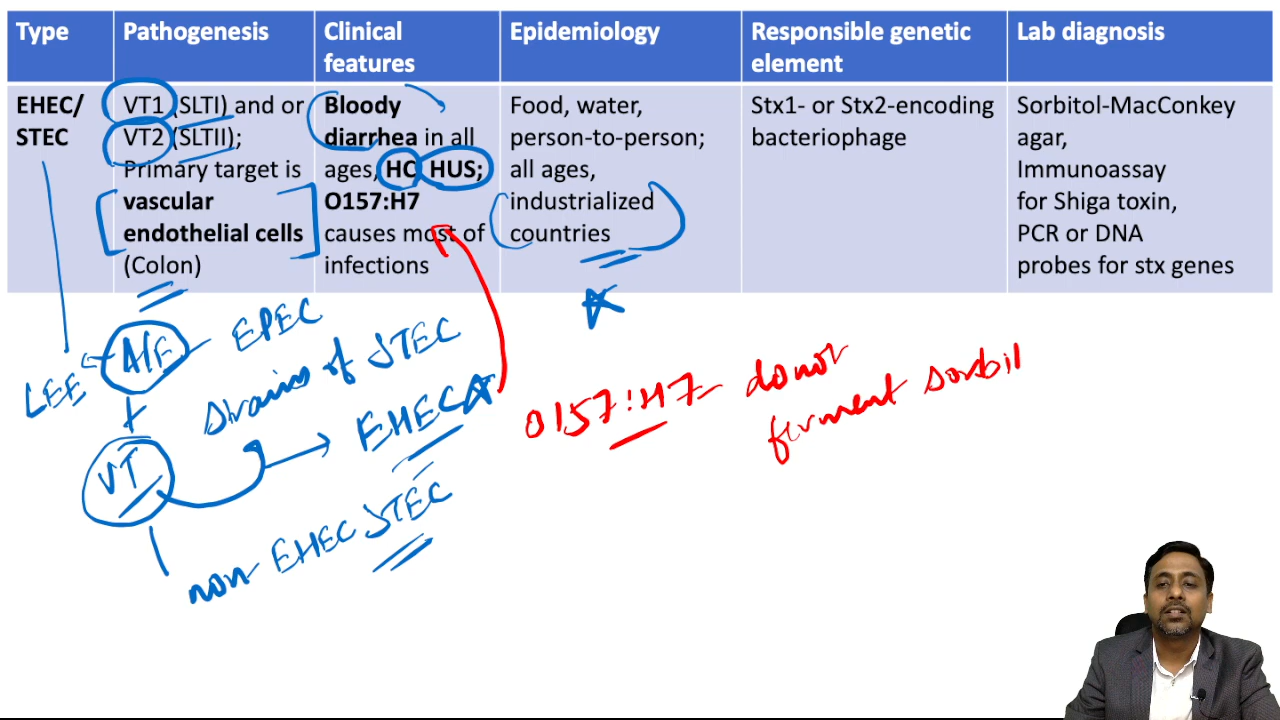 Type
Pathogenesis
Clinical
features
Epidemiology
Responsible genetic
element
Lab diagnosis
EHEC/
STEC
VT1 (SLTI) and or
VT2 (SLTII);
Primary target is
vascular
endothelial cells
(Colon)
Bloody
diarrhea in all
ages, HC HUS;
O157:H7
causes most of
infections
Food, water,
person-to-person;
all ages,
industrialized
countries
Stx1- or Stx2-encoding
bacteriophage
Sorbitol-MacConkey
agar,
Immunoassay
for Shiga toxin,
PCR or DNA
probes for stx genes
LEE
A/E - EPEC
+
VT
Strains of STEC
EHEC
non EHEC STEC
O157:H7 - do not
ferment sorbil